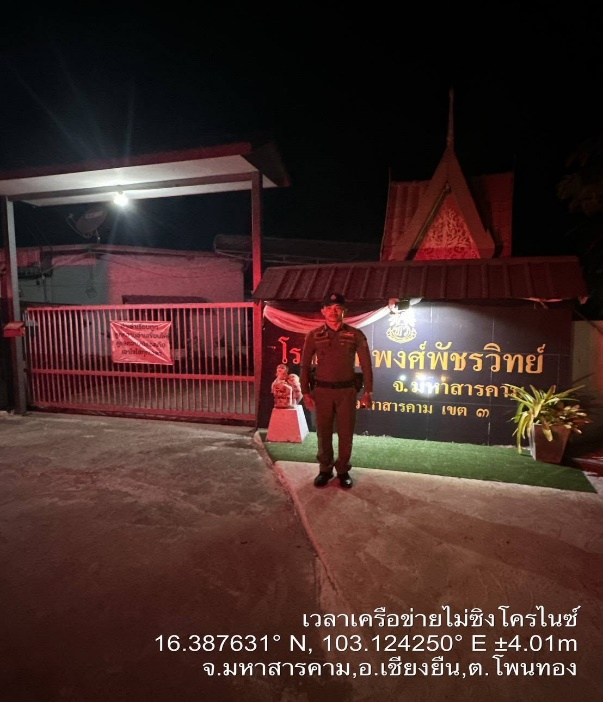 โร
พงศ์พัชรวิทย์
จ.มหาสารคาม
มหาสารคาม เขต ๓
เวลาเครือข่ายไม่ซิงโครไนซ์
16.387631° N, 103.124250° E ±4.01m
จ.มหาสารคาม,อ.เชียงยืน,ต.โพนทอง